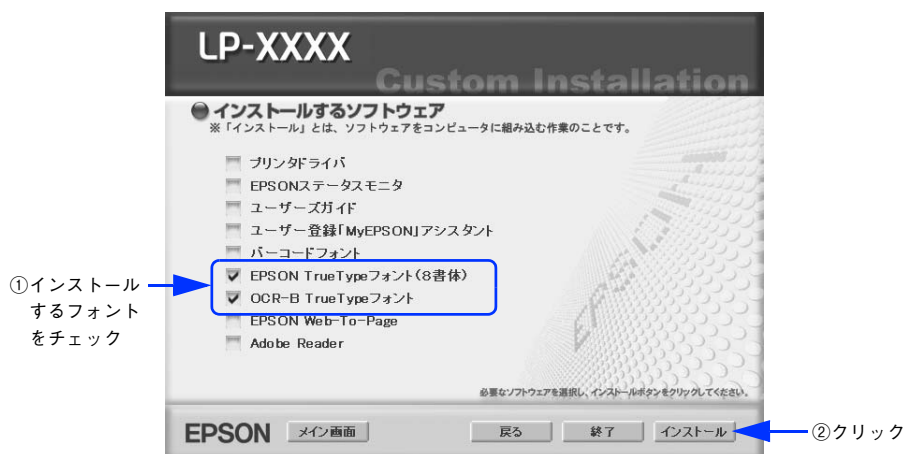 LP-XXXX
Custom Installation
インストールするソフトウェア
※「インストール」とは、ソフトウェアをコンピュータに組み込む作業のことです。
プリンタドライバ
EPSONステータスモニタ
ユーザーズガイド
ユーザー登録「MyEPSON」アシスタント
バーコードフォント
EPSON TrueTypeフォント(8書体)
OCR-B TrueTypeフォント
EPSON Web-To-Page
Adobe Reader
①インストール
するフォント
をチェック
EPSON
必要なソフトウェアを選択し、インストールボタンをクリックしてください。
EPSON
メイン画面
戻る
終了
インストール
②クリック